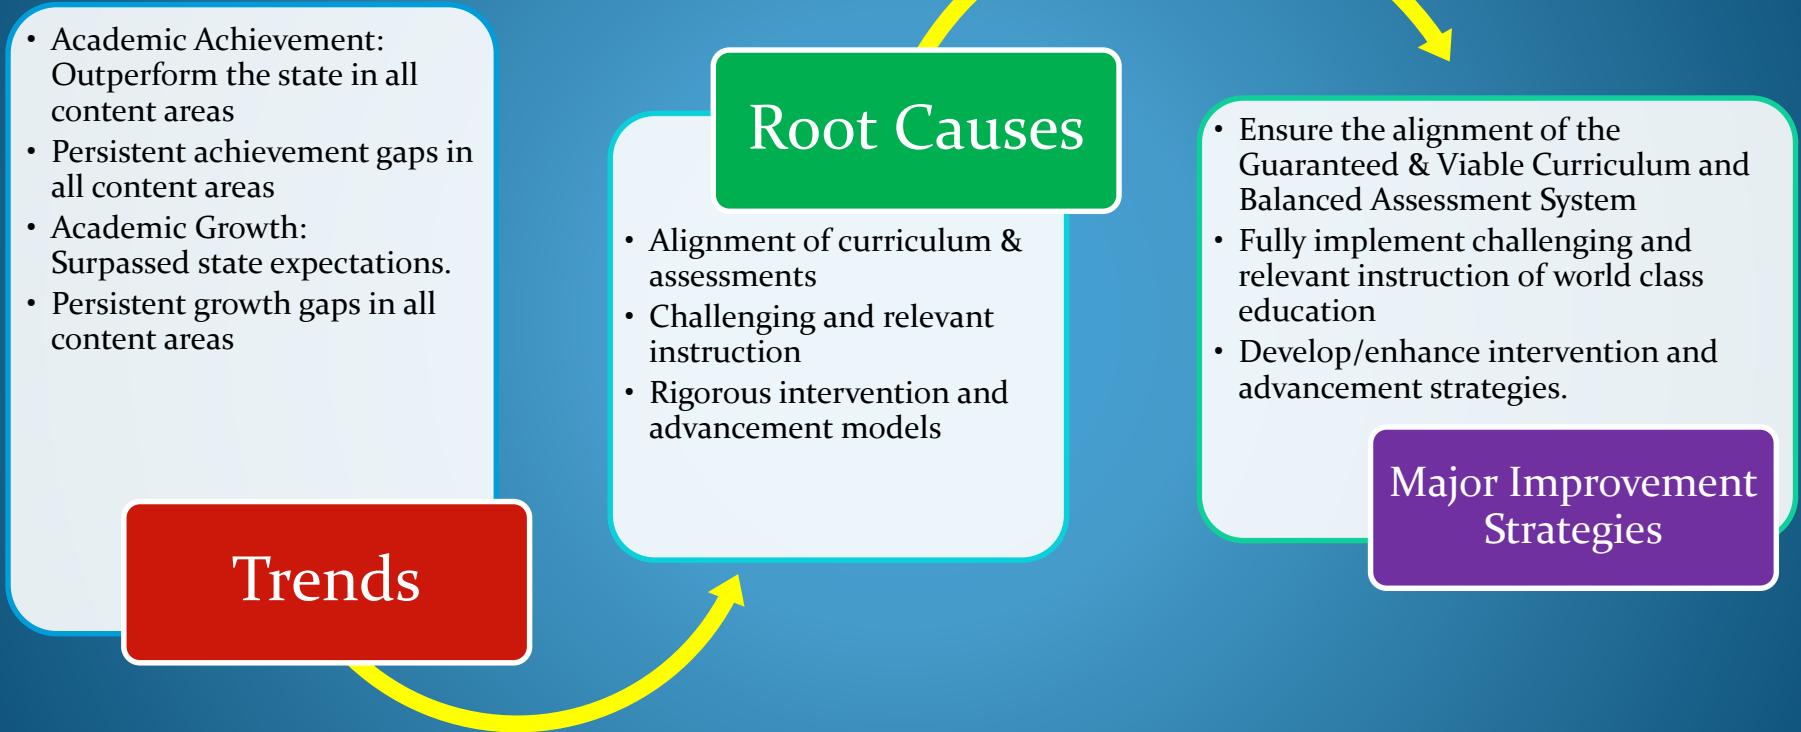 • Academic Achievement:
Outperform the state in all
content areas
• Persistent achievement gaps in
all content areas
• Academic Growth:
Surpassed state expectations.
• Persistent growth gaps in all
content areas
Trends
Root Causes
• Alignment of curriculum &
assessments
• Challenging and relevant
instruction
• Rigorous intervention and
advancement models
• Ensure the alignment of the
Guaranteed & Viable Curriculum and
Balanced Assessment System
• Fully implement challenging and
relevant instruction of world class
education
• Develop/enhance intervention and
advancement strategies.
Major Improvement
Strategies